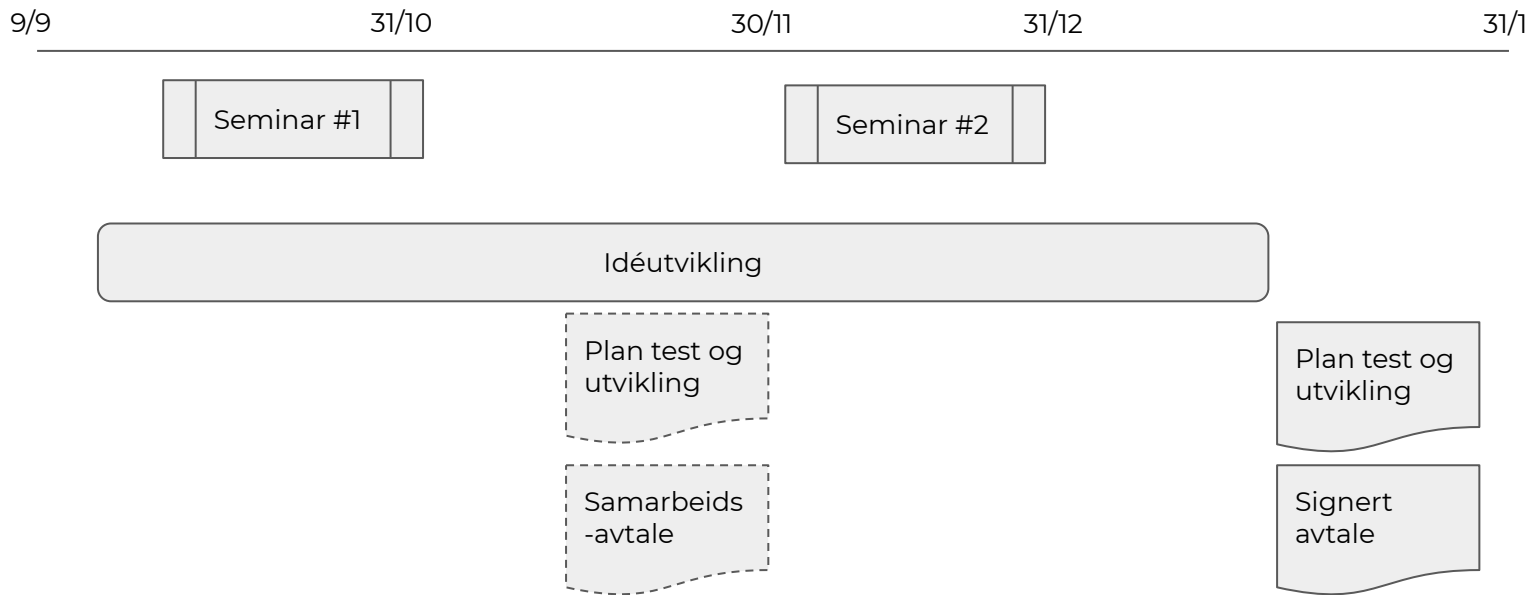 9/9 31/10 30/11 31/12 31/1
Seminar #1
Seminar #2
Idéutvikling
Plan test og
utvikling
Plan test og
utvikling
Samarbeids
-avtale
Signert
avtale